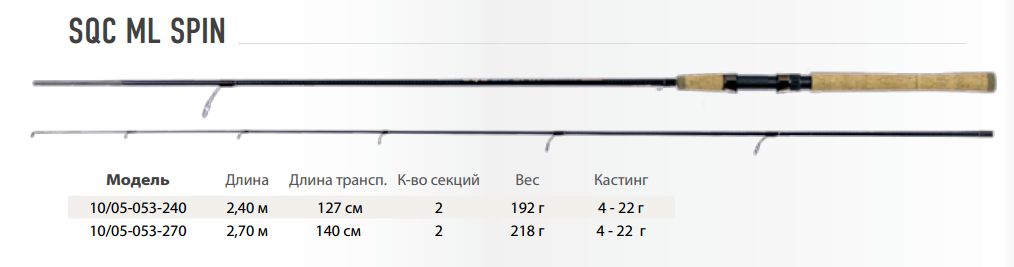 SQC ML SPIN
Модель Длина Длина трансп. К-во секций Вес Кастинг
10/05-053-240 2,40 м 127 см 2 192 г 4 - 22 г
10/05-053-270 2,70 м 140 см 2 218 г 4 - 22 г